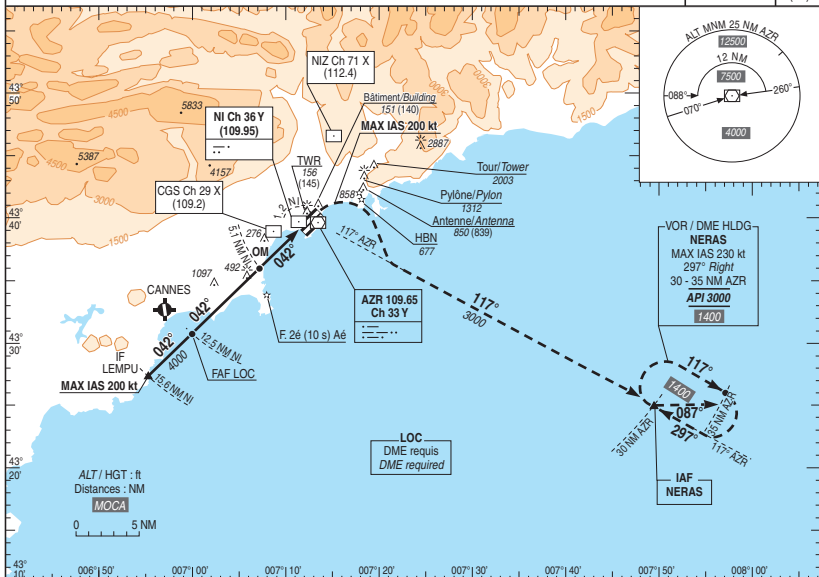 ALT MNM 25 NM AZR
12500
12 NM
7500
088°
070°
260°
4000
NIZ Ch 71 X
(112.4)
Bâtiment/Building
151 (140)
MAX IAS 200 kt
NI Ch 36 Y
(109.95)
CGS Ch 29 X
(109.2)
TWR
156
(145)
43°
50'
43°
40'
43°
30'
43°
20'
43°
10'
5833
5387
4157
4500
4500
3000
3000
1500
1500
2887
Tour/Tower
2003
Pylône/Pylon
1312
Antenne/Antenna
850 (839)
HBN
677
858
1.2 NI
276
5.1 NM NI
OM
492
1097
042°
117° AZR
CANNES
AZR 109.65
Ch 33 Y
F. 2é (10 s) Aé
042°
042°
4000
12.5 NM NI
FAF LOC
IF
LEMPU
MAX IAS 200 kt
15.6 NM NI
117°
3000
VOR / DME HLDG
NERAS
MAX IAS 230 kt
297° Right
30 - 35 NM AZR
API 3000
1400
117°
1400
087°
297°
35 NM AZR
30 NM AZR
117° AZR
IAF
NERAS
LOC
DME requis
DME required
ALT / HGT : ft
Distances : NM
MOCA
0 5 NM
006°50' 007°00' 007°10' 007°20' 007°30' 007°40' 007°50' 008°00'